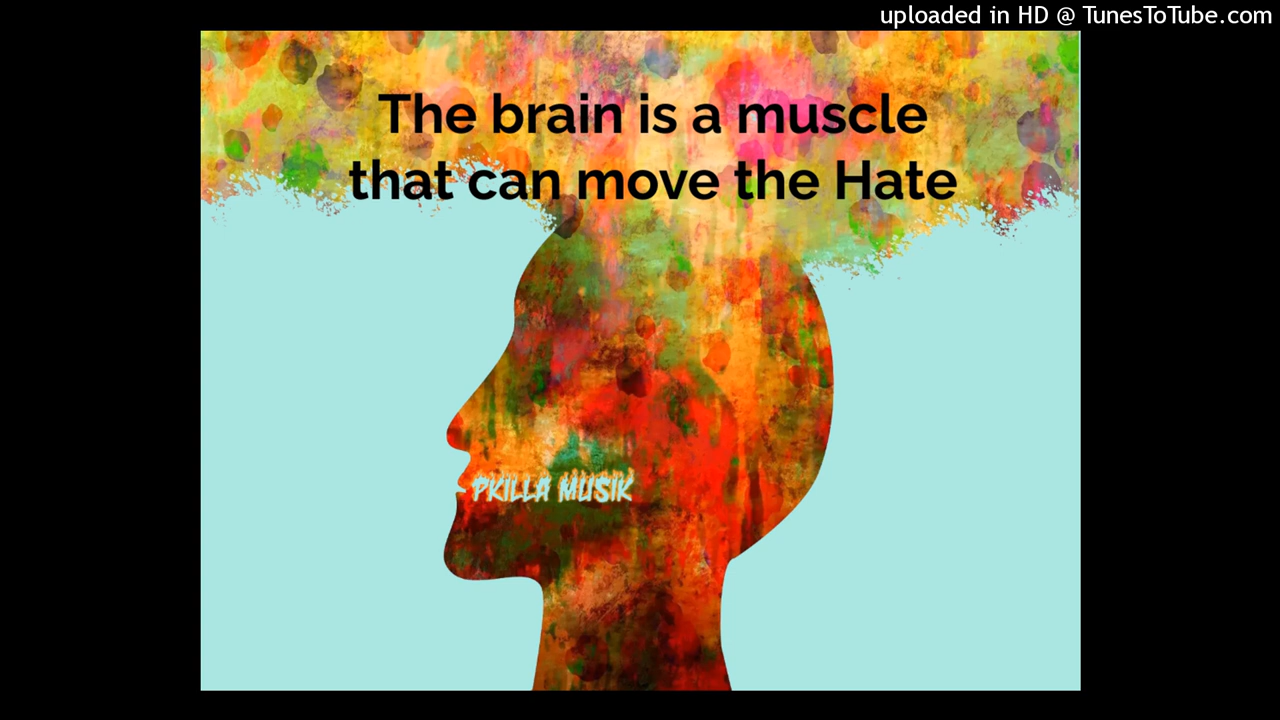 uploaded in HD @ TunesToTube.com
The brain is a muscle
that can move the Hate
- PKILLA MUSIK